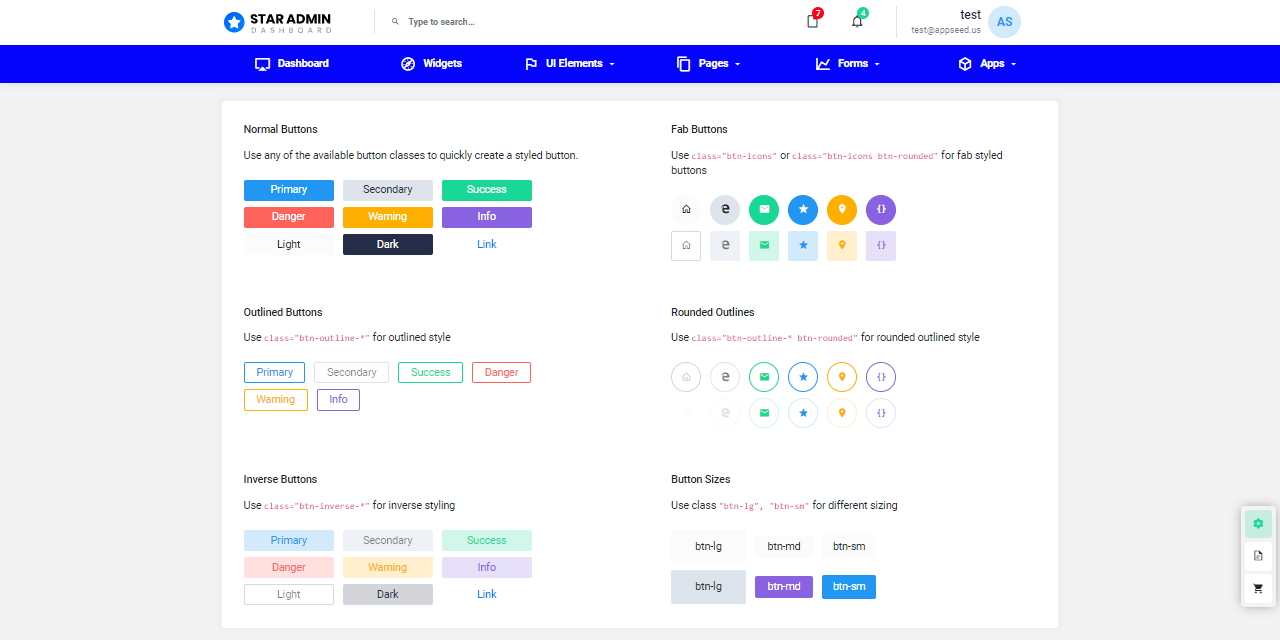 STAR ADMIN
DASHBOARD
Type to search...
7
4
test
test@appseed.us
AS
Dashboard
Widgets
UI Elements
Pages
Forms
Apps
Normal Buttons
Use any of the available button classes to quickly create a styled button.
Primary
Secondary
Success
Danger
Warning
Info
Light
Dark
Link
Fab Buttons
Use class="btn-icons" or class="btn-icons btn-rounded" for fab styled
buttons
Outlined Buttons
Use class="btn-outline-*" for outlined style
Primary
Secondary
Success
Danger
Warning
Info
Rounded Outlines
Use class="btn-outline-* btn-rounded" for rounded outlined style
Inverse Buttons
Use class="btn-inverse-*" for inverse styling
Primary
Secondary
Success
Danger
Warning
Info
Light
Dark
Link
Button Sizes
Use class "btn-lg", "btn-sm" for different sizing
btn-lg
btn-md
btn-sm
btn-lg
btn-md
btn-sm